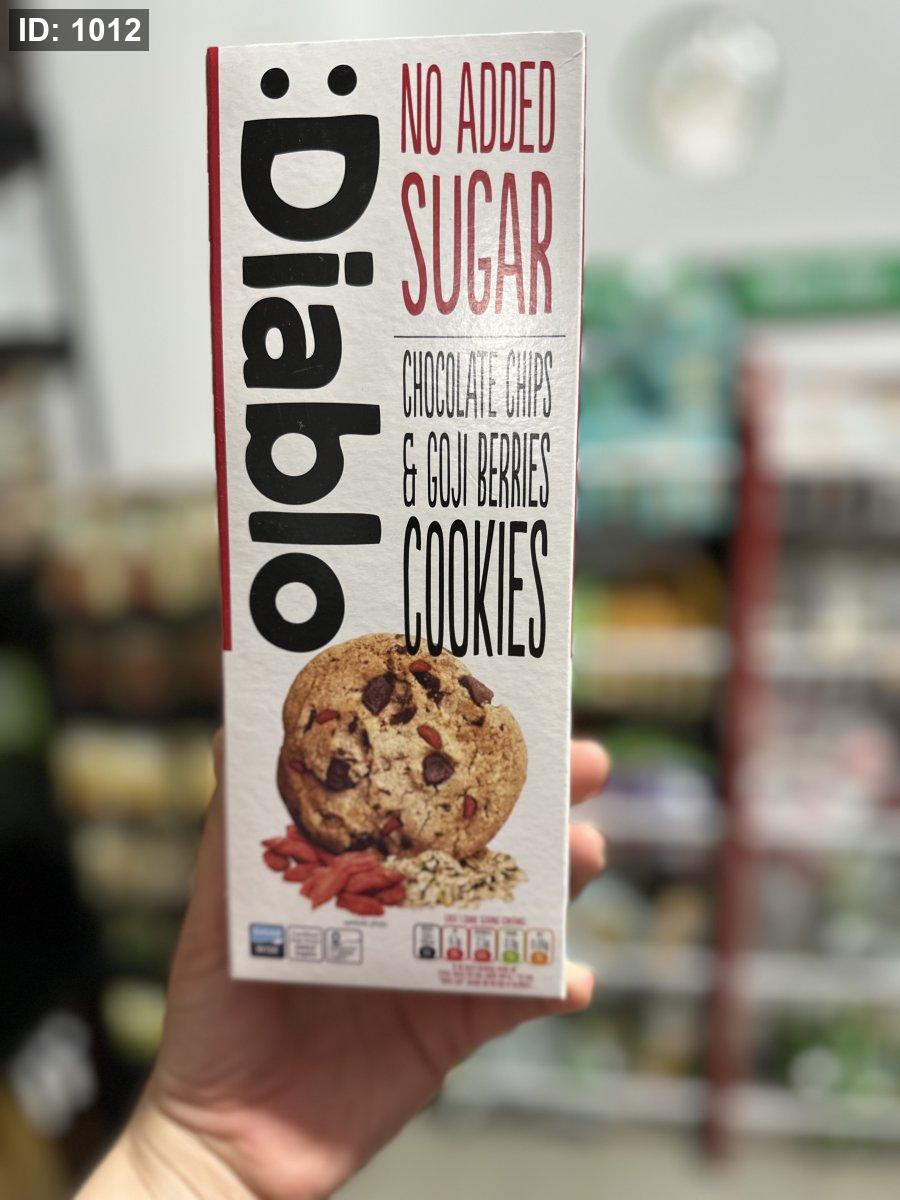 ID: 1012
:Diablo
NO ADDED
SUGAR
CHOCOLATE CHIPS
& GOJI BERRIES
COOKIES